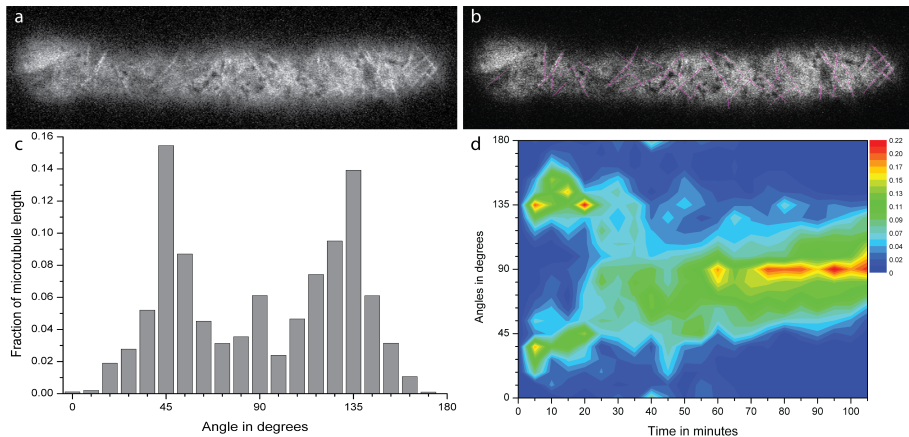 a
b
c
0.16
0.14
0.12
0.10
0.08
0.06
0.04
0.02
0.00
Fraction of microtubule length
0 45 90 135 180
Angle in degrees
d
180
135
90
45
0
Angles in degrees
0 10 20 30 40 50 60 70 80 90 100
Time in minutes
0.22
0.20
0.17
0.15
0.13
0.11
0.09
0.07
0.04
0.02
0